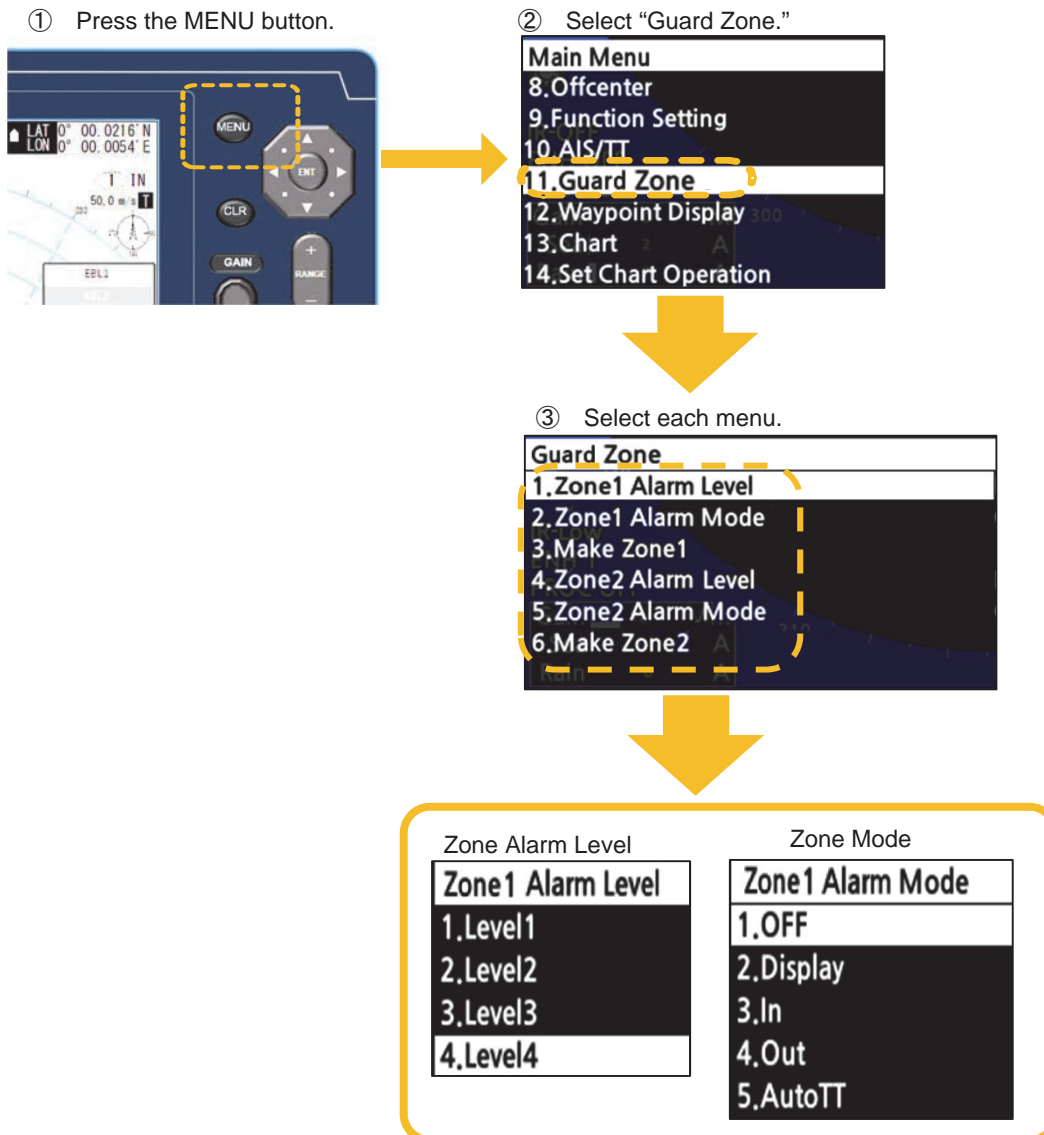 ① Press the MENU button.
② Select “Guard Zone.”
LAT 0° 00. 0216' N
LON 0° 00. 0054' E
1 IN
50. 0 m/s T
EBL1
MENU
ENT
CLR
GAIN
+
RANGE
−
Main Menu
8.Offcenter
9.Function Setting
10.AIS/TT
11.Guard Zone
12.Waypoint Display
300
13.Chart
2 A
14.Set Chart Operation
③ Select each menu.
Guard Zone
1.Zone1 Alarm Level
2.Zone1 Alarm Mode
3.Make Zone1
4.Zone2 Alarm Level
5.Zone2 Alarm Mode
210
6.Make Zone2 A
Rain A
Zone Alarm Level
Zone1 Alarm Level
1.Level1
2.Level2
3.Level3
4.Level4
Zone Mode
Zone1 Alarm Mode
1.OFF
2.Display
3.In
4.Out
5.AutoTT